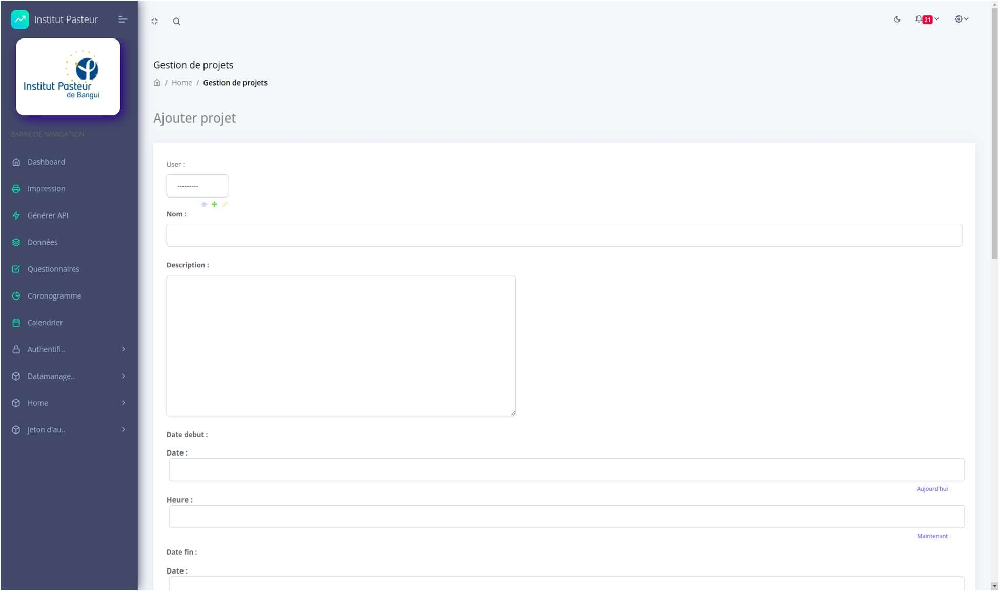 Institut Pasteur
21
Institut Pasteur
de Bangui
BARRE DE NAVIGATION
Dashboard
Impression
Générer API
Données
Questionnaires
Chronogramme
Calendrier
Authentifi..
Datamanage..
Home
Jeton d'au..
Gestion de projets
/ Home / Gestion de projets
Ajouter projet
User :
---------
Nom :
Description :
Date debut :
Date :
Aujourd'hui |
Heure :
Maintenant |
Date fin :
Date :